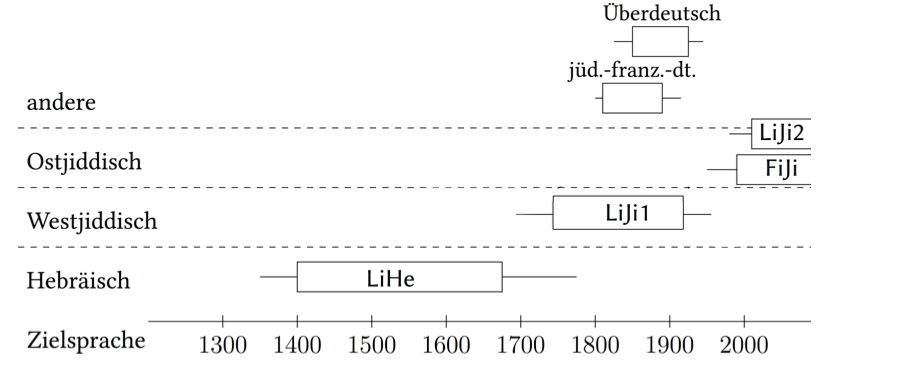 Überdeutsch
jüd.-franz.-dt.
andere
LiJi2
Ostjiddisch
FiJi
Westjiddisch
LiJi1
Hebräisch
LiHe
Zielsprache
1300 1400 1500 1600 1700 1800 1900 2000